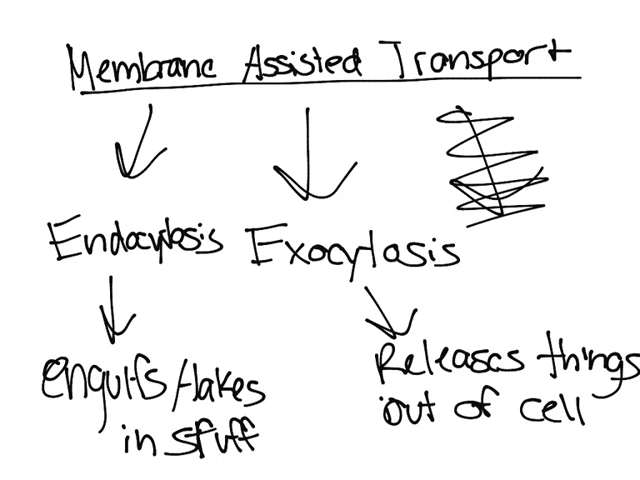 Membrane Assisted Transport
Endocytosis Exocytosis
engulfs/takes
in stuff
Releases things
out of cell